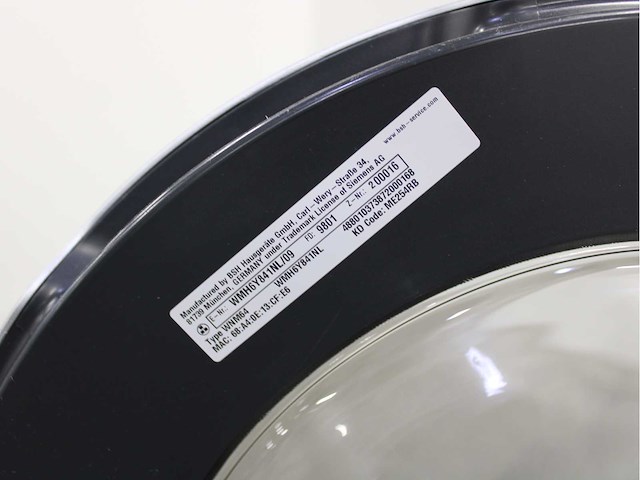 www.bsh-service.com
Manufactured by BSH Hausgeräte GmbH, Carl-Wery-Straße 34,
81739 München, GERMANY under Trademark License of Siemens AG
E-Nr.: WMH6Y841NL/09 FD: 9801 Z-Nr.: 200016
Type WNM64 WMH6Y841NL 488010373872000168
MAC: 68:A4:0E:13:CF:E6 KD Code: ME254RB